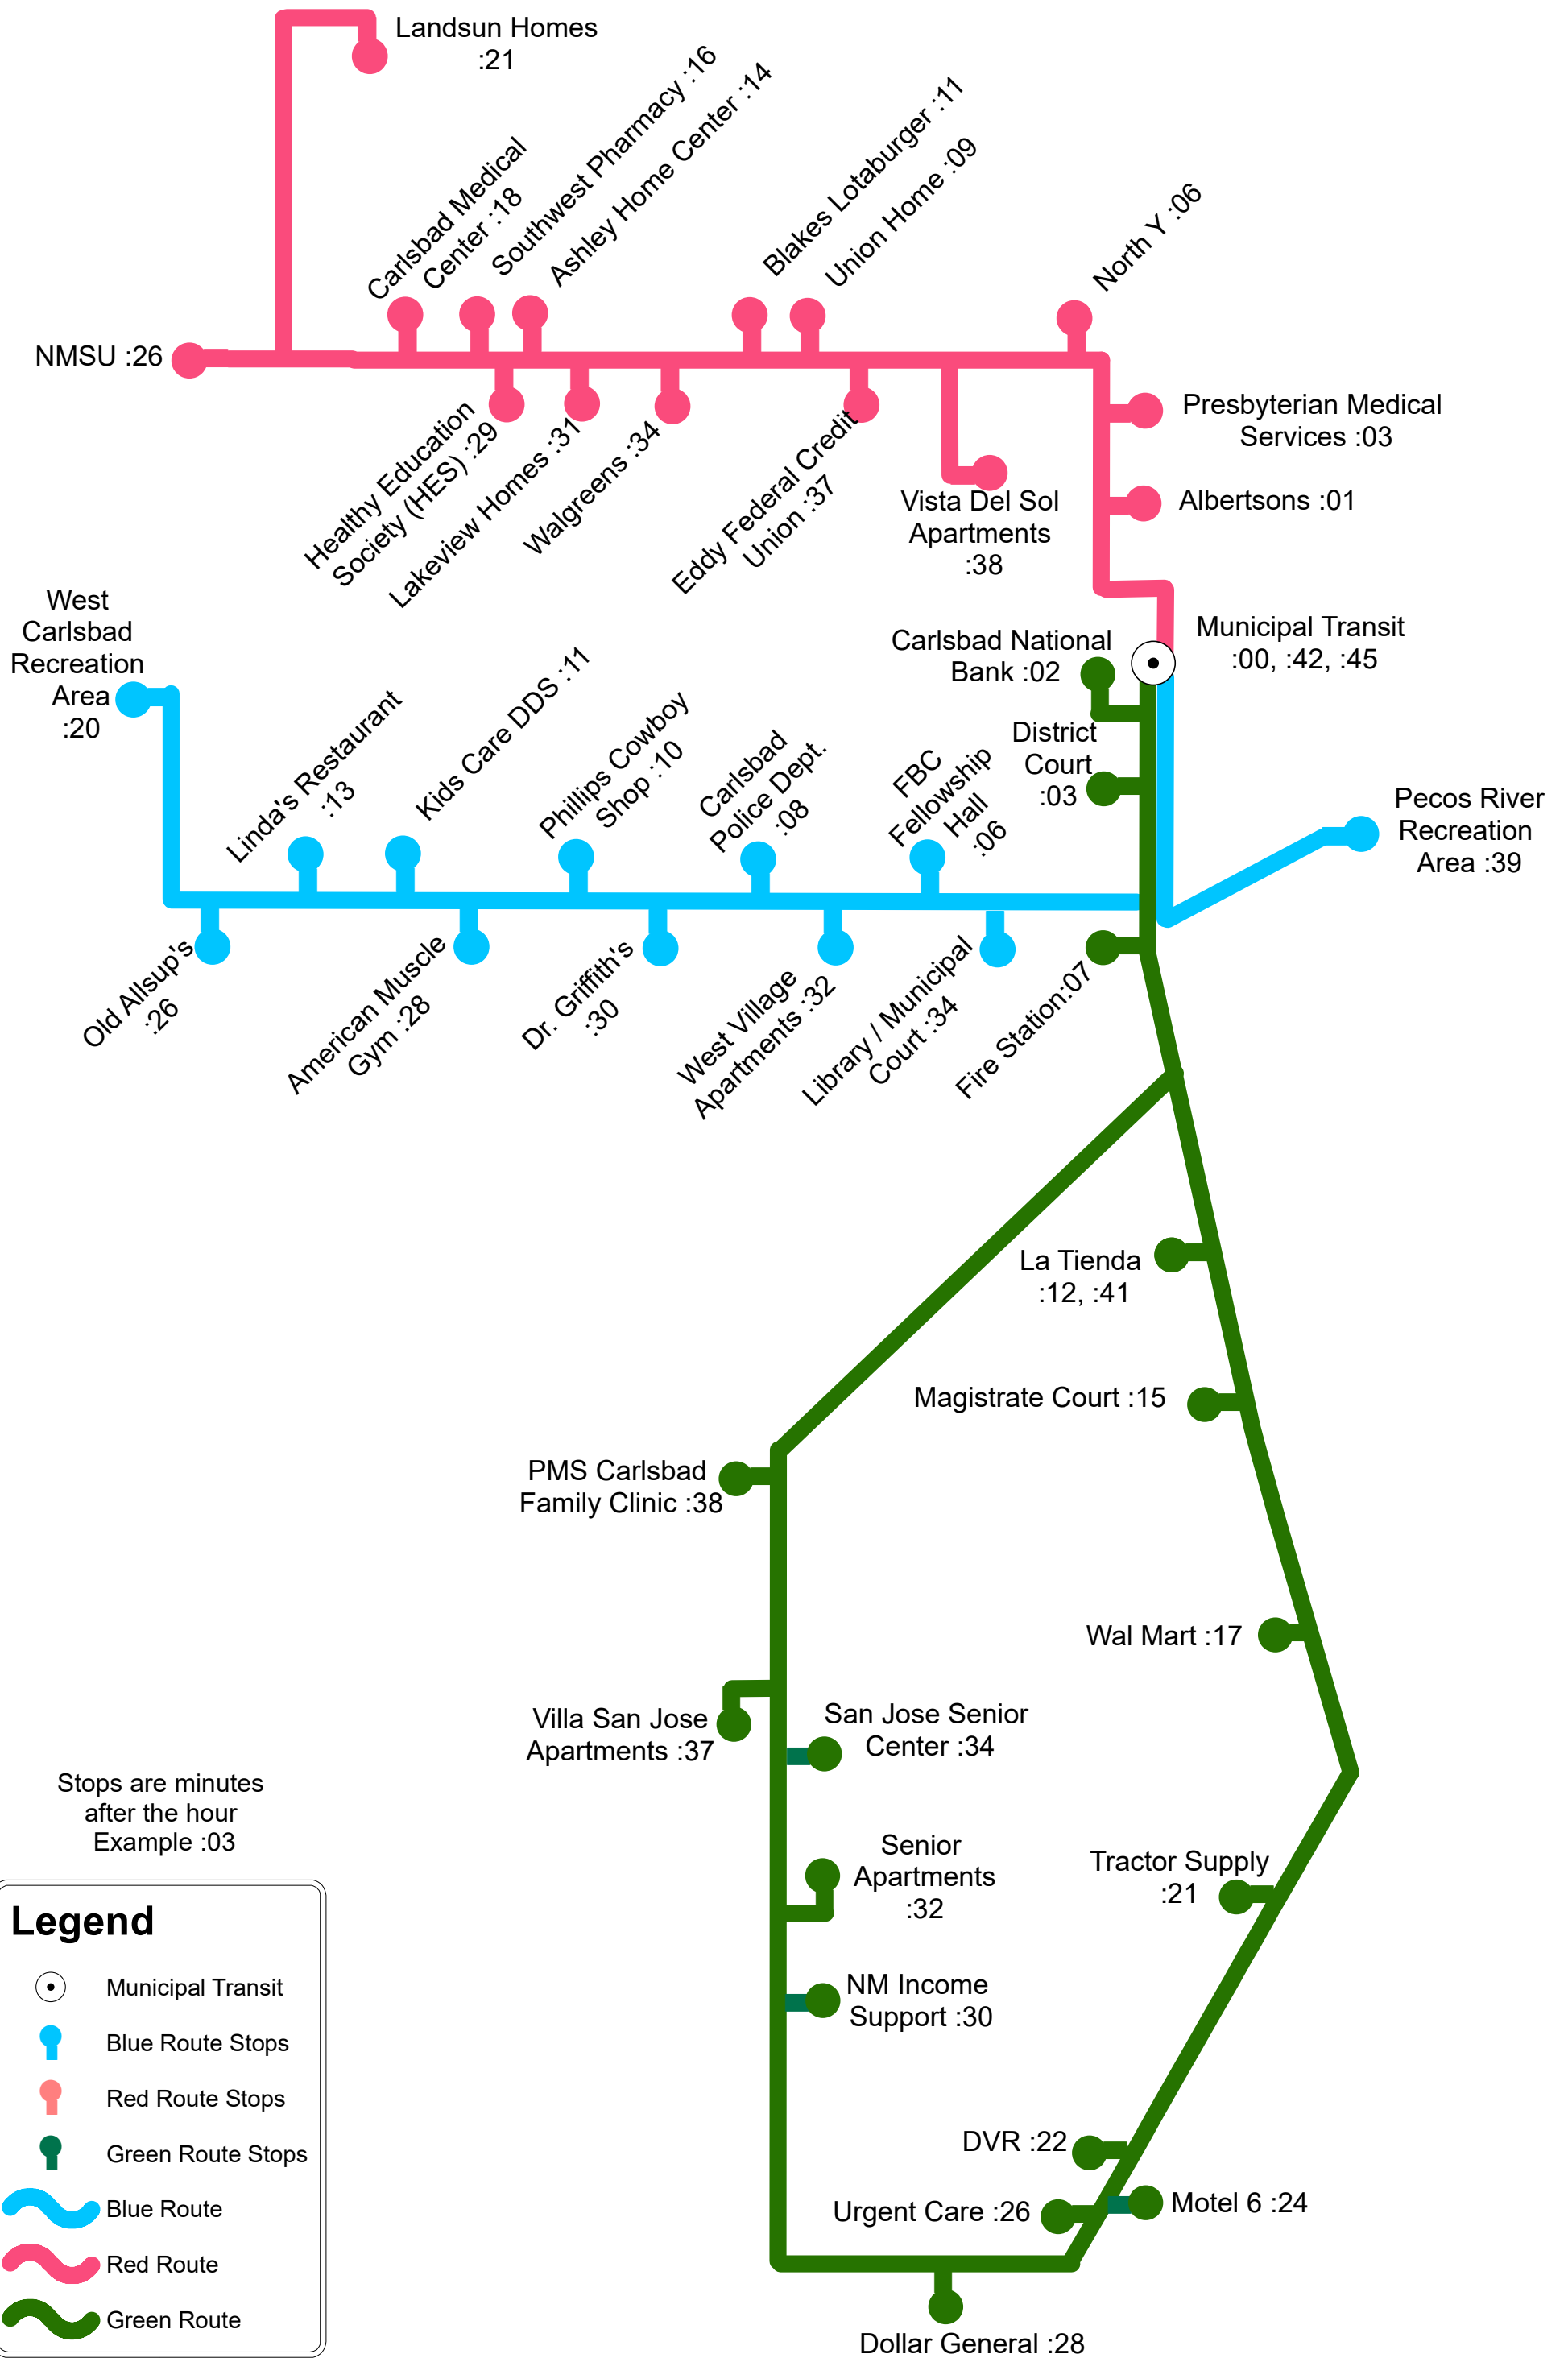 Landsun Homes
:21
Carlsbad Medical
Center :18
Southwest Pharmacy :16
Ashley Home Center :14
Blakes Lotaburger :11
Union Home :09
North Y :06
NMSU :26
Healthy Education
Society (HES) :29
Lakeview Homes :31
Walgreens :34
Eddy Federal Credit
Union :37
Vista Del Sol
Apartments
:38
Presbyterian Medical
Services :03
Albertsons :01
Municipal Transit
:00, :42, :45
Carlsbad National
Bank :02
District
Court
:03
West
Carlsbad
Recreation
Area
:20
Linda's Restaurant
:13
Kids Care DDS :11
Phillips Cowboy
Shop :10
Carlsbad
Police Dept.
:08
FBC
Fellowship
Hall
:06
Pecos River
Recreation
Area :39
Old Allsup's
:26
American Muscle
Gym :28
Dr. Griffith's
:30
West Village
Apartments :32
Library / Municipal
Court :34
Fire Station:07
La Tienda
:12, :41
Magistrate Court :15
PMS Carlsbad
Family Clinic :38
Wal Mart :17
Villa San Jose
Apartments :37
San Jose Senior
Center :34
Senior
Apartments
:32
Tractor Supply
:21
NM Income
Support :30
DVR :22
Urgent Care :26
Motel 6 :24
Dollar General :28
Stops are minutes
after the hour
Example :03
Legend
Municipal Transit
Blue Route Stops
Red Route Stops
Green Route Stops
Blue Route
Red Route
Green Route